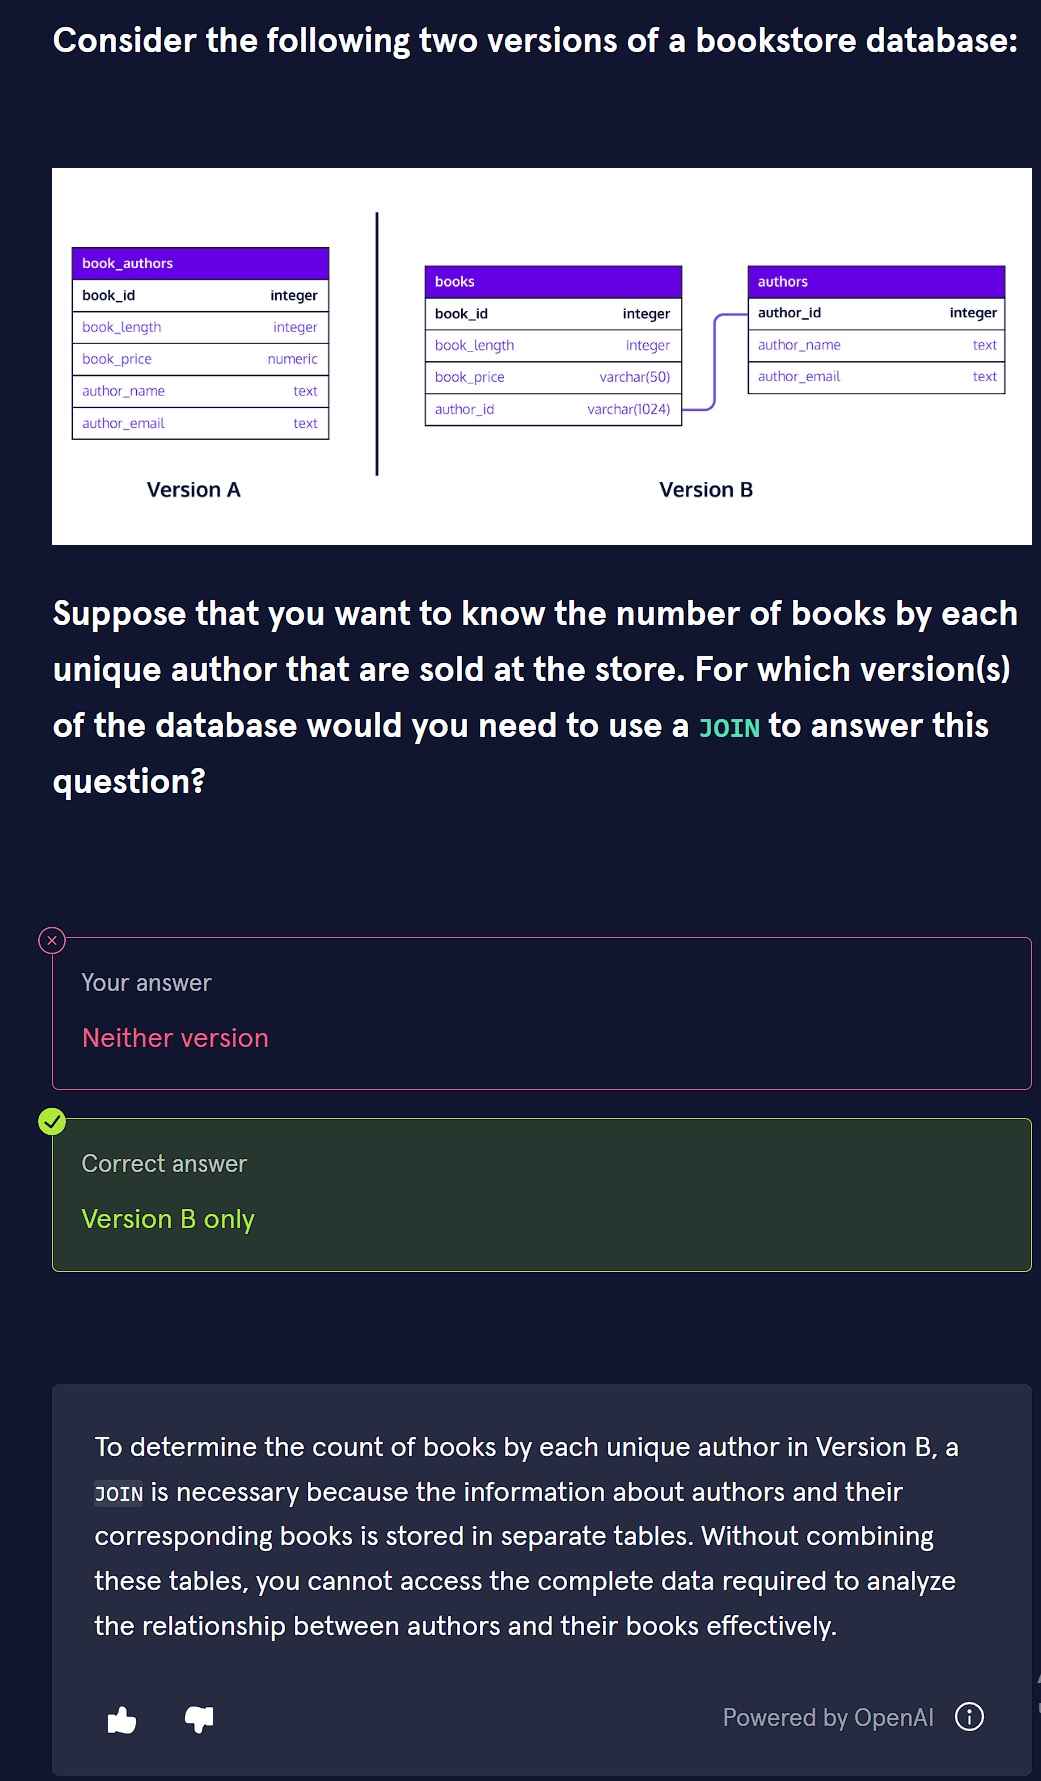 Consider the following two versions of a bookstore database:
book_authors
book_id integer
book_length integer
book_price numeric
author_name text
author_email text
Version A
books
book_id integer
book_length integer
book_price varchar(50)
author_id varchar(1024)
authors
author_id integer
author_name text
author_email text
Version B
Suppose that you want to know the number of books by each
unique author that are sold at the store. For which version(s)
of the database would you need to use a JOIN to answer this
question?
Your answer
Neither version
Correct answer
Version B only
To determine the count of books by each unique author in Version B, a
JOIN is necessary because the information about authors and their
corresponding books is stored in separate tables. Without combining
these tables, you cannot access the complete data required to analyze
the relationship between authors and their books effectively.
Powered by OpenAI